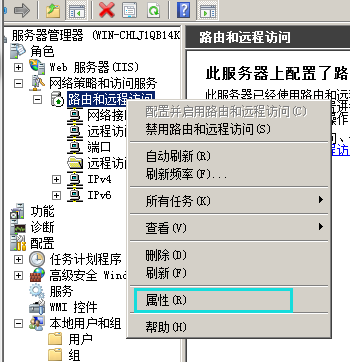 服务器管理器 (WIN-CHLJ1QB14K
角色
Web 服务器(IIS)
网络策略和访问服务
路由和远程访问
网络接
远程访
端口
远程访
IPv4
IPv6
功能
诊断
配置
任务计划程序
高级安全 Wind
服务
WMI 控件
本地用户和组
用户
组
路由和远程访问
此服务器上配置了路
此服务器已经使用路由和远
配置并启用路由和远程访问(C)
禁用路由和远程访问(S)
自动刷新(R)
刷新频率(F)...
所有任务(K)
查看(V)
删除(D)
刷新(F)
属性(R)
帮助(H)